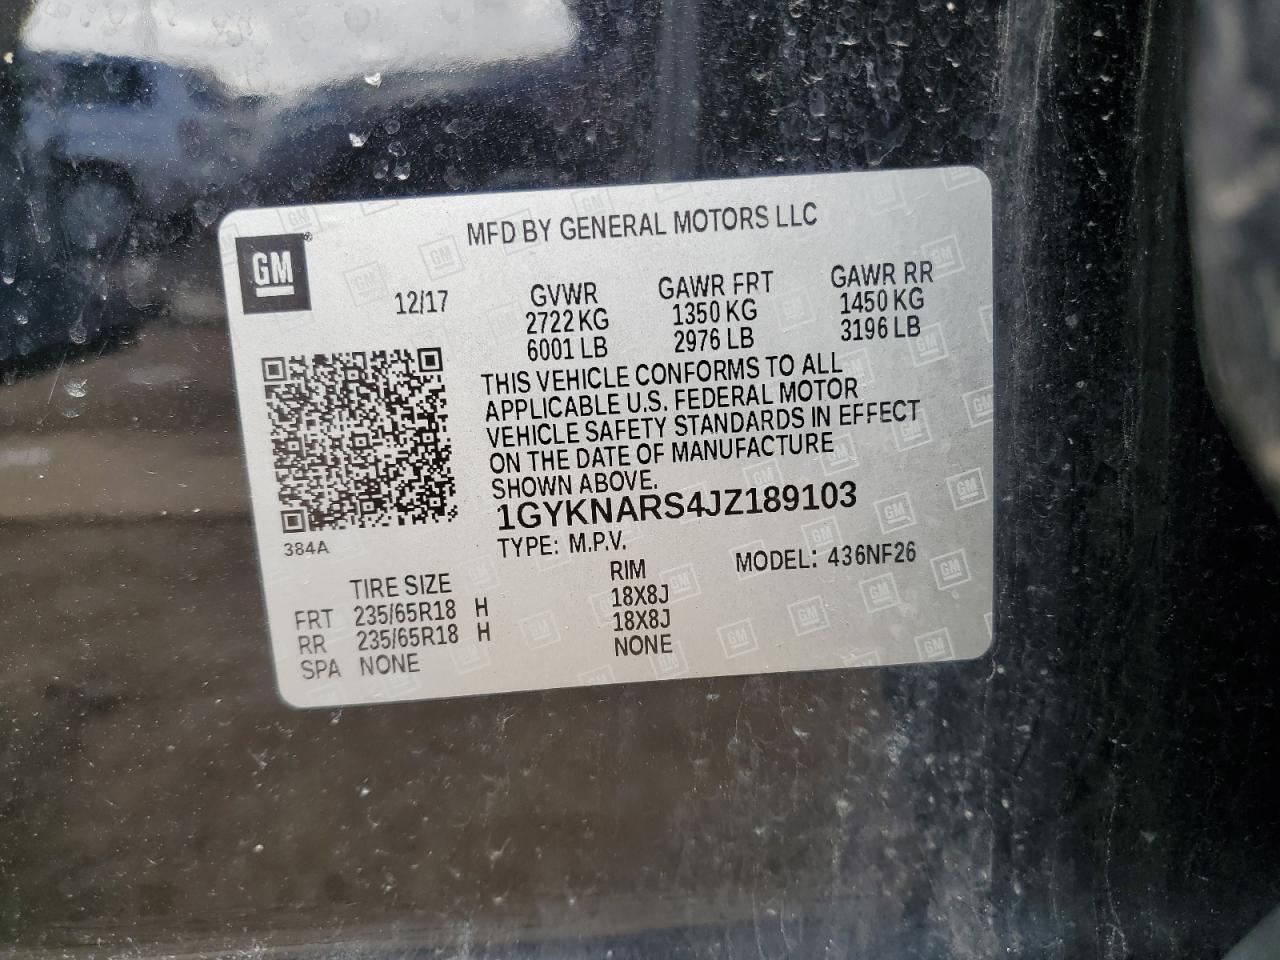 MFD BY GENERAL MOTORS LLC
GM
12/17
GVWR GAWR FRT GAWR RR
2722 KG 1350 KG 1450 KG
6001 LB 2976 LB 3196 LB
THIS VEHICLE CONFORMS TO ALL
APPLICABLE U.S. FEDERAL MOTOR
VEHICLE SAFETY STANDARDS IN EFFECT
ON THE DATE OF MANUFACTURE
SHOWN ABOVE.
1GYKNARS4JZ189103
384A
TYPE: M.P.V. MODEL: 436NF26
TIRE SIZE RIM
FRT 235/65R18 H 18X8J
RR 235/65R18 H 18X8J
SPA NONE NONE